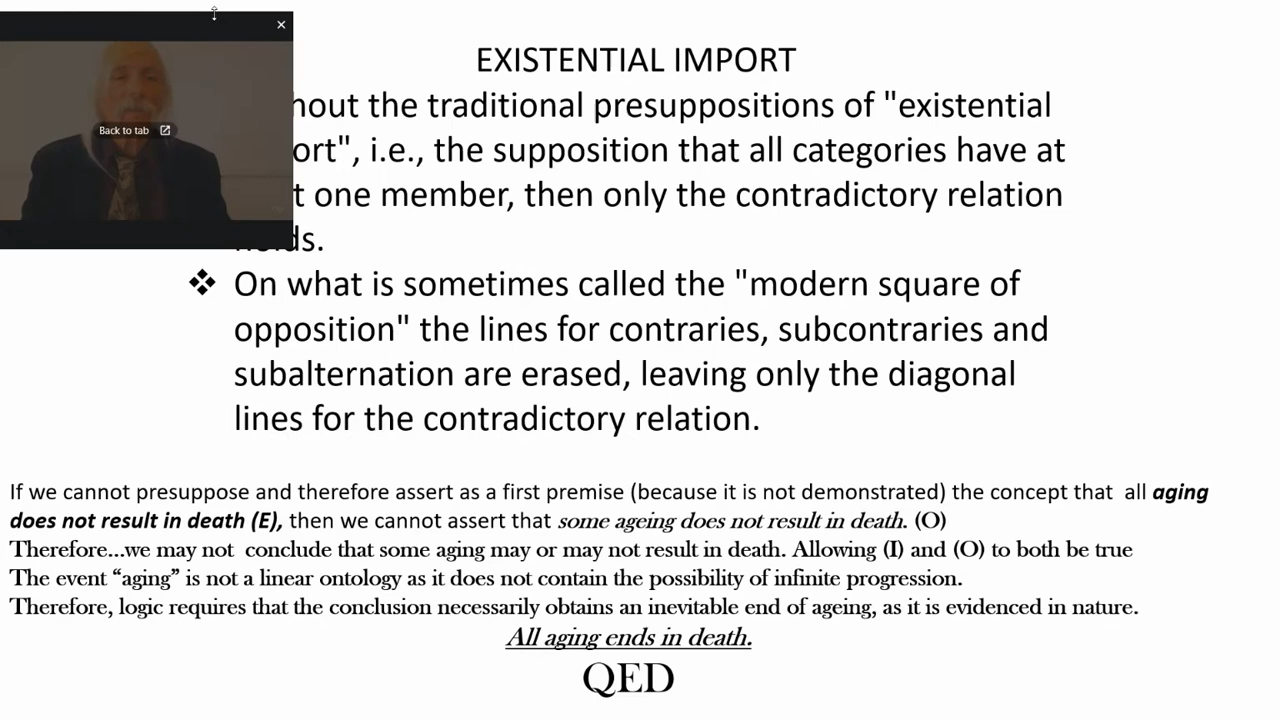 Back to tab
EXISTENTIAL IMPORT
hout the traditional presuppositions of "existential
ort", i.e., the supposition that all categories have at
t one member, then only the contradictory relation
holds.
❖ On what is sometimes called the "modern square of
opposition" the lines for contraries, subcontraries and
subalternation are erased, leaving only the diagonal
lines for the contradictory relation.
If we cannot presuppose and therefore assert as a first premise (because it is not demonstrated) the concept that all aging
does not result in death (E), then we cannot assert that some ageing does not result in death. (O)
Therefore...we may not conclude that some aging may or may not result in death. Allowing (I) and (O) to both be true
The event “aging” is not a linear ontology as it does not contain the possibility of infinite progression.
Therefore, logic requires that the conclusion necessarily obtains an inevitable end of ageing, as it is evidenced in nature.
All aging ends in death.
QED